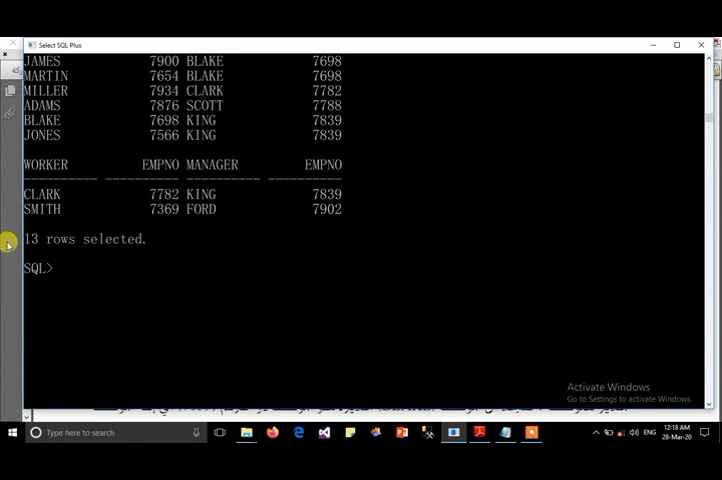 Select SQL Plus
JAMES 7900 BLAKE 7698
MARTIN 7654 BLAKE 7698
MILLER 7934 CLARK 7782
ADAMS 7876 SCOTT 7788
BLAKE 7698 KING 7839
JONES 7566 KING 7839
WORKER EMPNO MANAGER EMPNO
---------- ---------- ---------- ----------
CLARK 7782 KING 7839
SMITH 7369 FORD 7902
13 rows selected.
SQL>
Activate Windows
Go to Settings to activate Windows.
Type here to search
ENG
12:18 AM
28-Mar-20